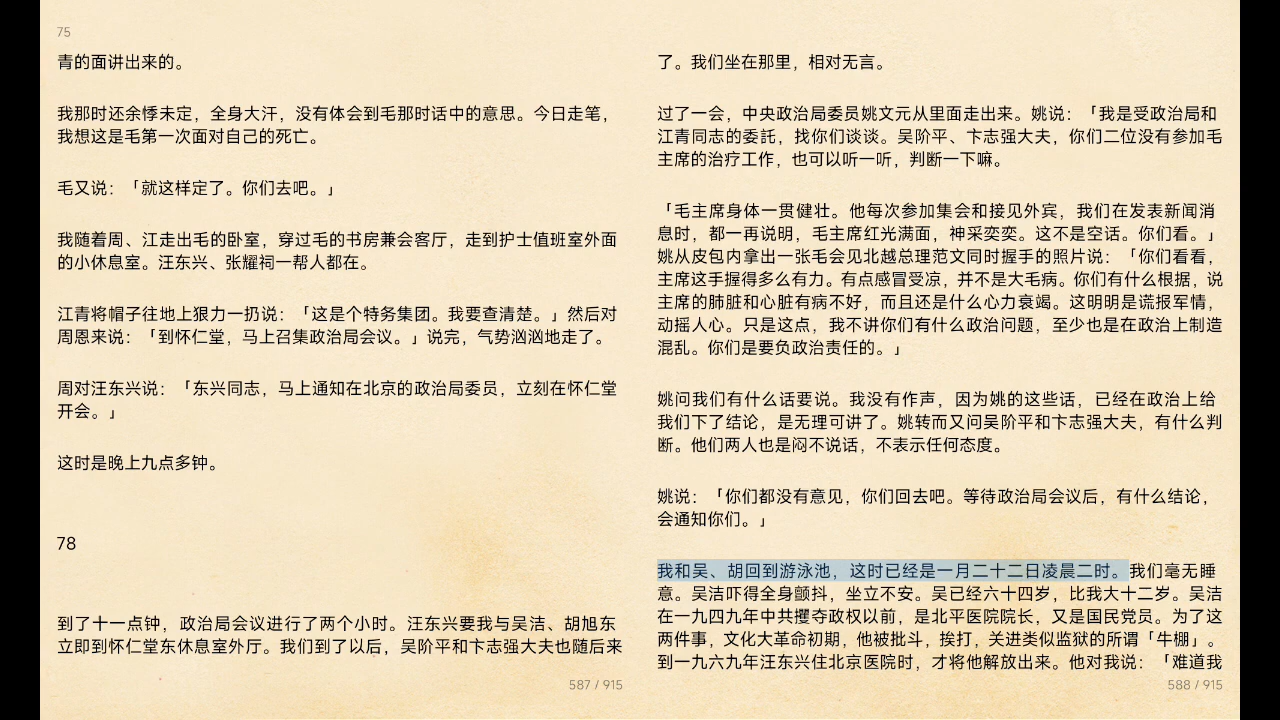 75
青的面讲出来的。
我那时还余悸未定，全身大汗，没有体会到毛那时话中的意思。今日走笔，
我想这是毛第一次面对自己的死亡。
毛又说：「就这样定了。你们去吧。」
我随着周、江走出毛的卧室，穿过毛的书房兼会客厅，走到护士值班室外面
的小休息室。汪东兴、张耀祠一帮人都在。
江青将帽子往地上狠力一扔说：「这是个特务集团。我要查清楚。」然后对
周恩来说：「到怀仁堂，马上召集政治局会议。」说完，气势汹汹地走了。
周对汪东兴说：「东兴同志，马上通知在北京的政治局委员，立刻在怀仁堂
开会。」
这时是晚上九点多钟。
78
到了十一点钟，政治局会议进行了两个小时。汪东兴要我与吴洁、胡旭东
立即到怀仁堂东休息室外厅。我们到了以后，吴阶平和卞志强大夫也随后来
587 / 915
了。我们坐在那里，相对无言。
过了一会，中央政治局委员姚文元从里面走出来。姚说：「我是受政治局和
江青同志的委託，找你们谈谈。吴阶平、卞志强大夫，你们二位没有参加毛
主席的治疗工作，也可以听一听，判断一下嘛。
「毛主席身体一贯健壮。他每次参加集会和接见外宾，我们在发表新闻消
息时，都一再说明，毛主席红光满面，神采奕奕。这不是空话。你们看。」
姚从皮包内拿出一张毛会见北越总理范文同时握手的照片说：「你们看看，
主席这手握得多么有力。有点感冒受凉，并不是大毛病。你们有什么根据，说
主席的肺脏和心脏有病不好，而且还是什么心力衰竭。这明明是谎报军情，
动摇人心。只是这点，我不讲你们有什么政治问题，至少也是在政治上制造
混乱。你们是要负政治责任的。」
姚问我们有什么话要说。我没有作声，因为姚的这些话，已经在政治上给
我们下了结论，是无理可讲了。姚转而又问吴阶平和卞志强大夫，有什么判
断。他们两人也是闷不说话，不表示任何态度。
姚说：「你们都没有意见，你们回去吧。等待政治局会议后，有什么结论，
会通知你们。」
我和吴、胡回到游泳池，这时已经是一月二十二日凌晨二时。我们毫无睡
意。吴洁吓得全身颤抖，坐立不安。吴已经六十四岁，比我大十二岁。吴洁
在一九四九年中共攫夺政权以前，是北平医院院长，又是国民党员。为了这
两件事，文化大革命初期，他被批斗，挨打，关进类似监狱的所谓「牛棚」。
到一九六九年汪东兴住北京医院时，才将他解放出来。他对我说：「难道我
588 / 915